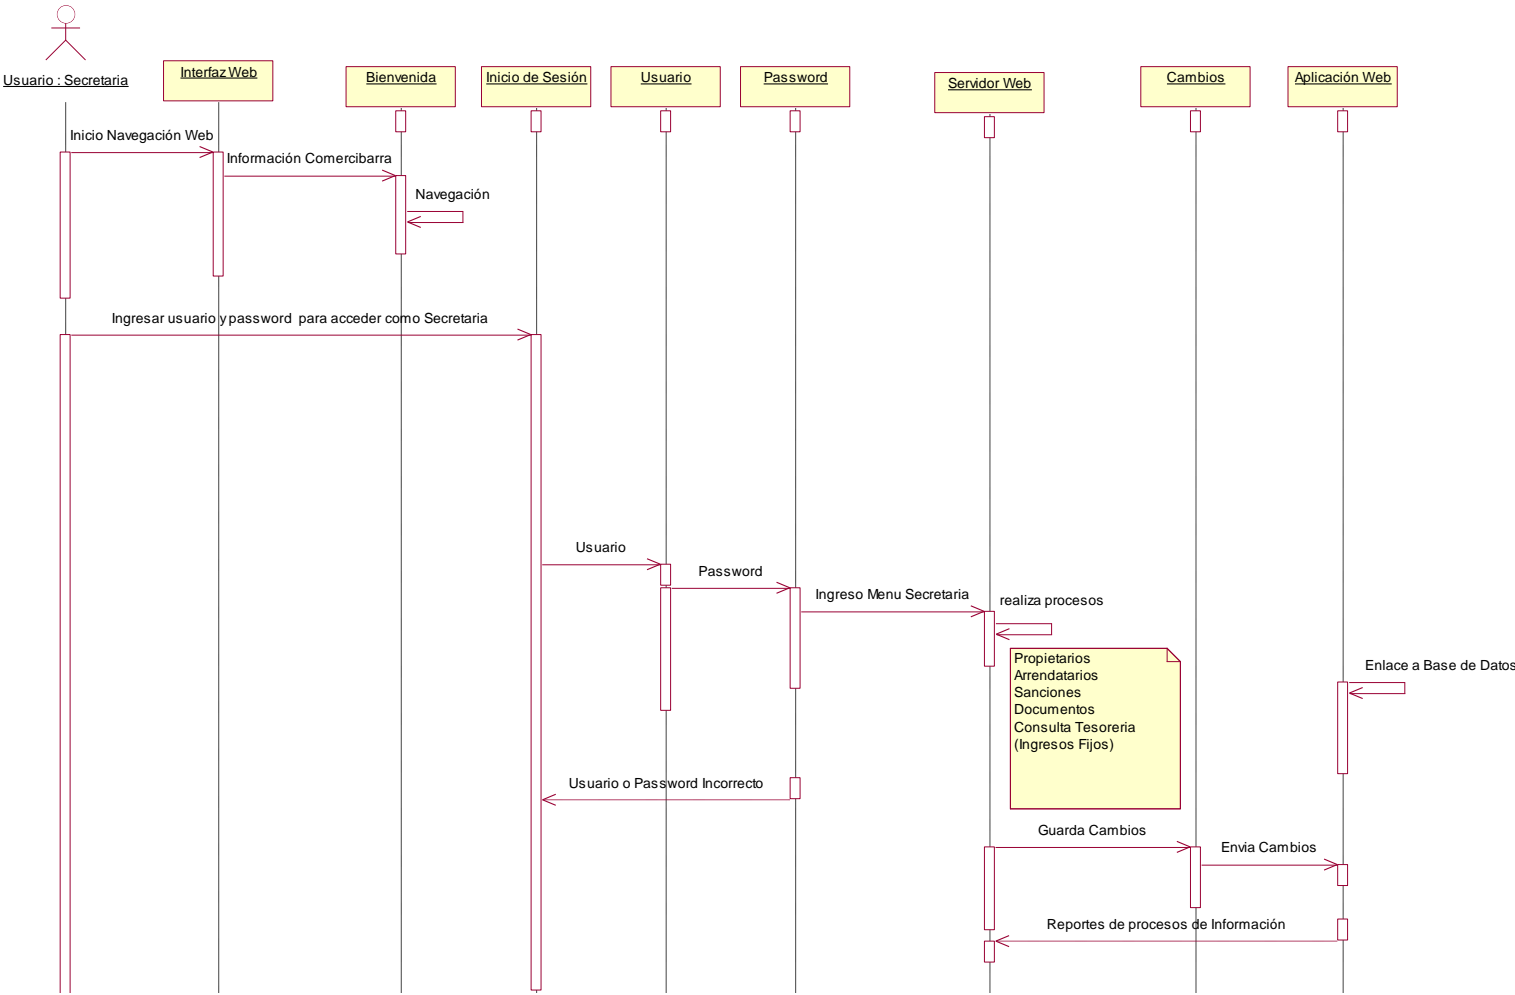 Usuario : Secretaria
Interfaz Web
Bienvenida
Inicio de Sesión
Usuario
Password
Servidor Web
Cambios
Aplicación Web
Inicio Navegación Web
Información Comercibarra
Navegación
Ingresar usuario y password para acceder como Secretaria
Usuario
Password
Ingreso Menu Secretaria
realiza procesos
Propietarios
Arrendatarios
Sanciones
Documentos
Consulta Tesoreria
(Ingresos Fijos)
Enlace a Base de Datos
Usuario o Password Incorrecto
Guarda Cambios
Envia Cambios
Reportes de procesos de Información